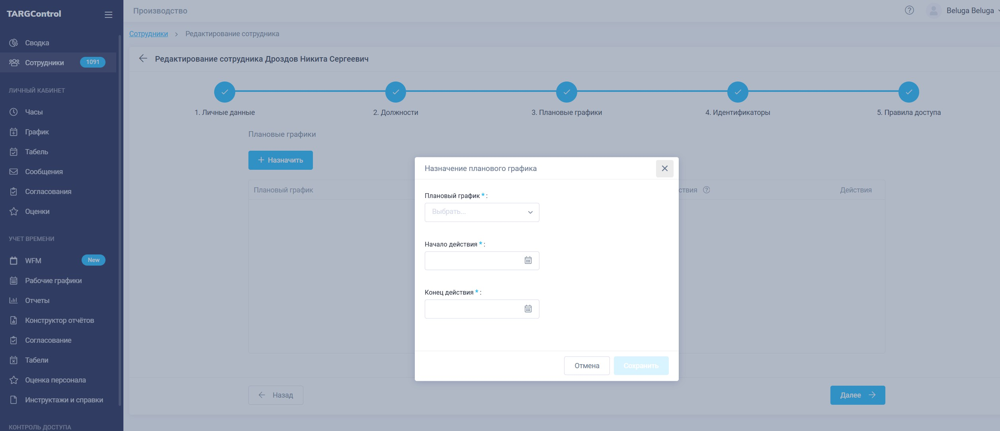 TARGControl
Сводка
Сотрудники 1091
ЛИЧНЫЙ КАБИНЕТ
Часы
График
Табель
Сообщения
Согласования
Оценки
УЧЕТ ВРЕМЕНИ
WFM New
Рабочие графики
Отчеты
Конструктор отчётов
Согласование
Табели
Оценка персонала
Инструктажи и справки
КОНТРОЛЬ ДОСТУПА
Производство
Beluga Beluga
Сотрудники > Редактирование сотрудника
Редактирование сотрудника Дроздов Никита Сергеевич
1. Личные данные
2. Должности
3. Плановые графики
4. Идентификаторы
5. Правила доступа
Плановые графики
+ Назначить
Плановый график
ствия ?
Действия
Назначение планового графика
Плановый график * :
Выбрать...
Начало действия * :
Конец действия * :
Отмена
Сохранить
Назад
Далее